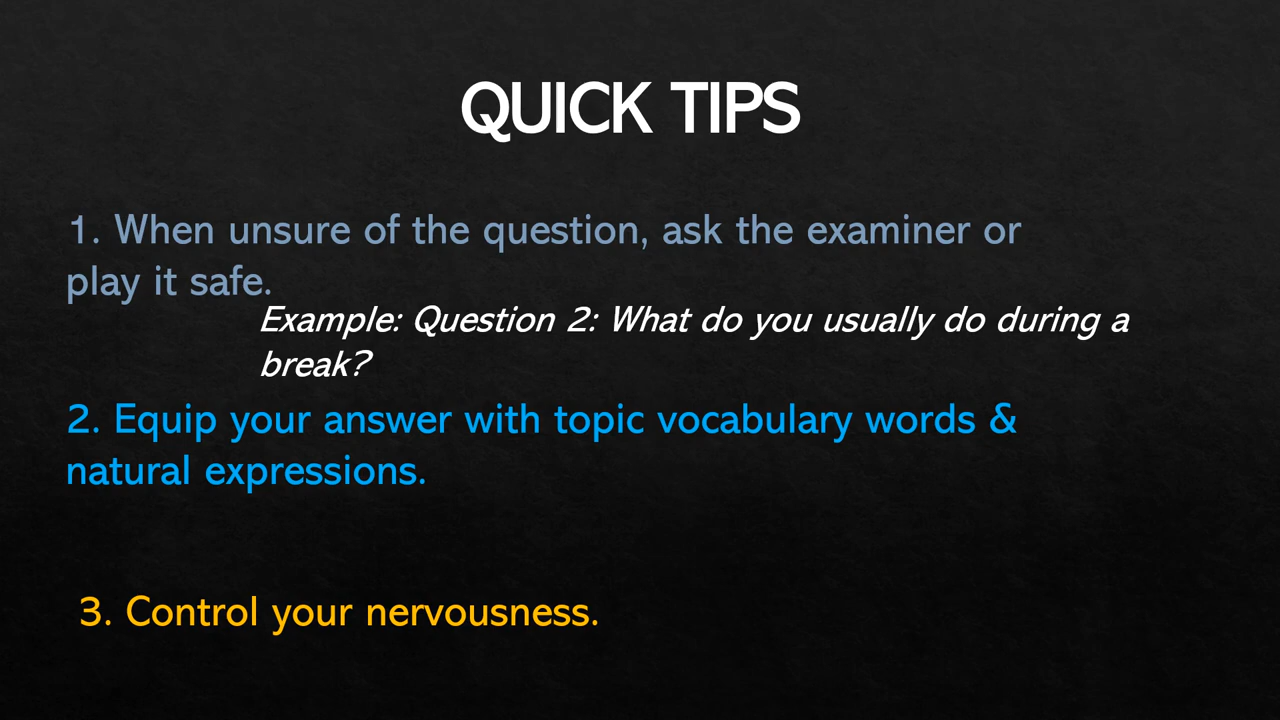 QUICK TIPS
1. When unsure of the question, ask the examiner or
play it safe.
Example: Question 2: What do you usually do during a
break?
2. Equip your answer with topic vocabulary words &
natural expressions.
3. Control your nervousness.